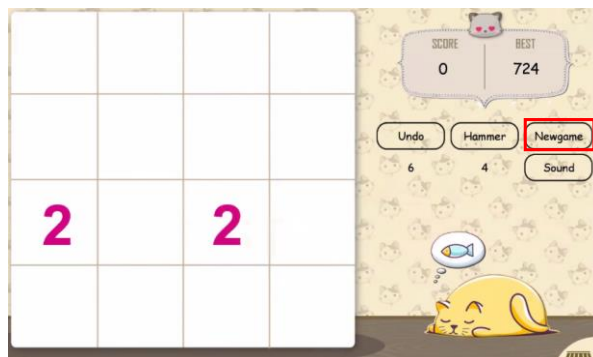 SCORE BEST
0 724
Undo Hammer Newgame
6 4 Sound
2 2